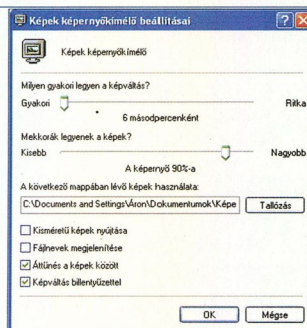 Képek képernyőkímélő beállításai
Képek képernyőkímélő
Milyen gyakori legyen a képváltás?
Gyakori Ritka
6 másodpercenként
Mekkorák legyenek a képek?
Kisebb Nagyobb
A képernyő 90%-a
A következő mappában lévő képek használata:
C:\Documents and Settings\Áron\Dokumentumok\Képe Tallózás
Kisméretű képek nyújtása
Fájlnevek megjelenítése
Áttűnés a képek között
Képváltás billentyűzettel
OK Mégse